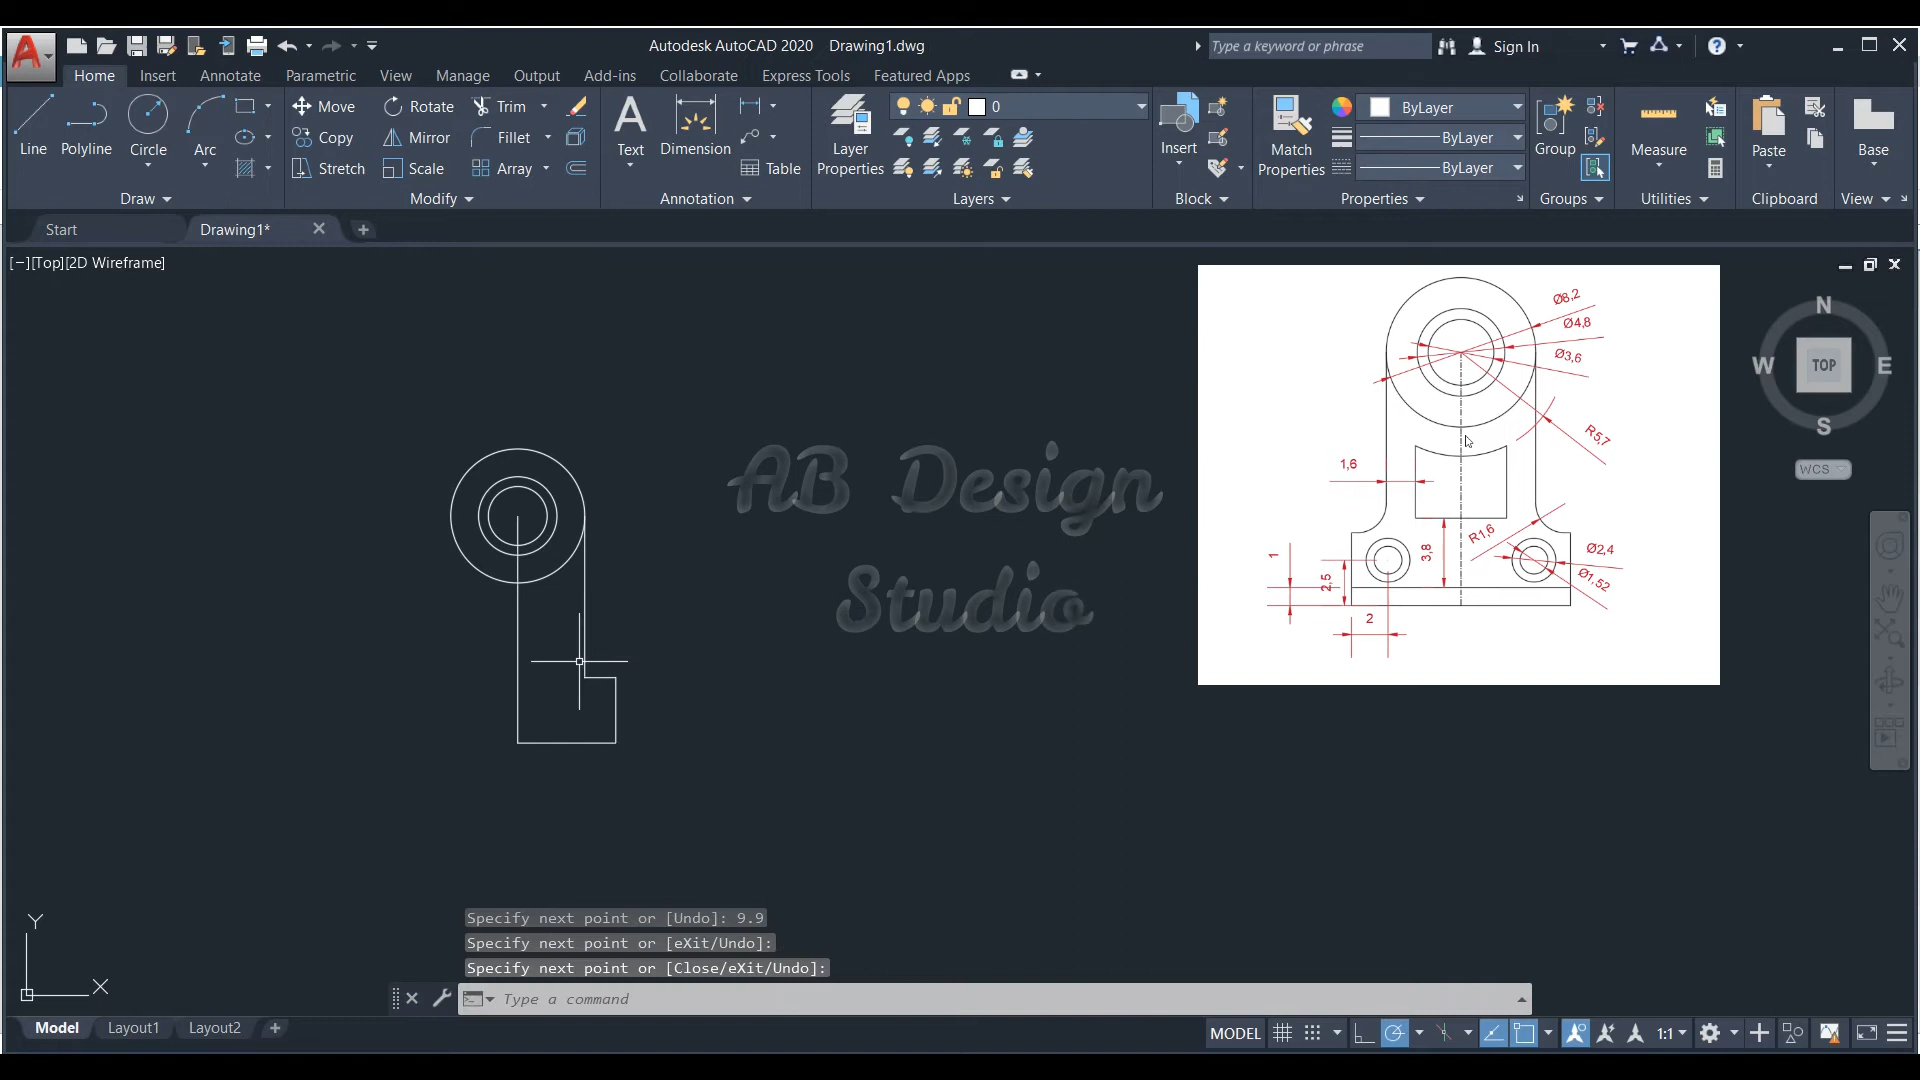 Autodesk AutoCAD 2020 Drawing1.dwg
Type a keyword or phrase
Sign In
Home Insert Annotate Parametric View Manage Output Add-ins Collaborate Express Tools Featured Apps
Line Polyline Circle Arc
Move Rotate Trim
Copy Mirror Fillet
Stretch Scale Array
Text Dimension Table
Layer Properties
0
Insert
Match Properties
ByLayer
ByLayer
ByLayer
Group
Measure
Paste
Base
Draw Modify Annotation Layers Block Properties Groups Utilities Clipboard View
Start Drawing1*
[−][Top][2D Wireframe]
Ø8,2
Ø4,8
Ø3,6
R5,7
1,6
R1,6
3,8
1
2,5
Ø2,4
Ø1,52
2
N
W TOP E
S
WCS
AB Design
Studio
Y
X
Specify next point or [Undo]: 9.9
Specify next point or [eXit/Undo]:
Specify next point or [Close/eXit/Undo]:
Type a command
Model Layout1 Layout2
MODEL
1:1